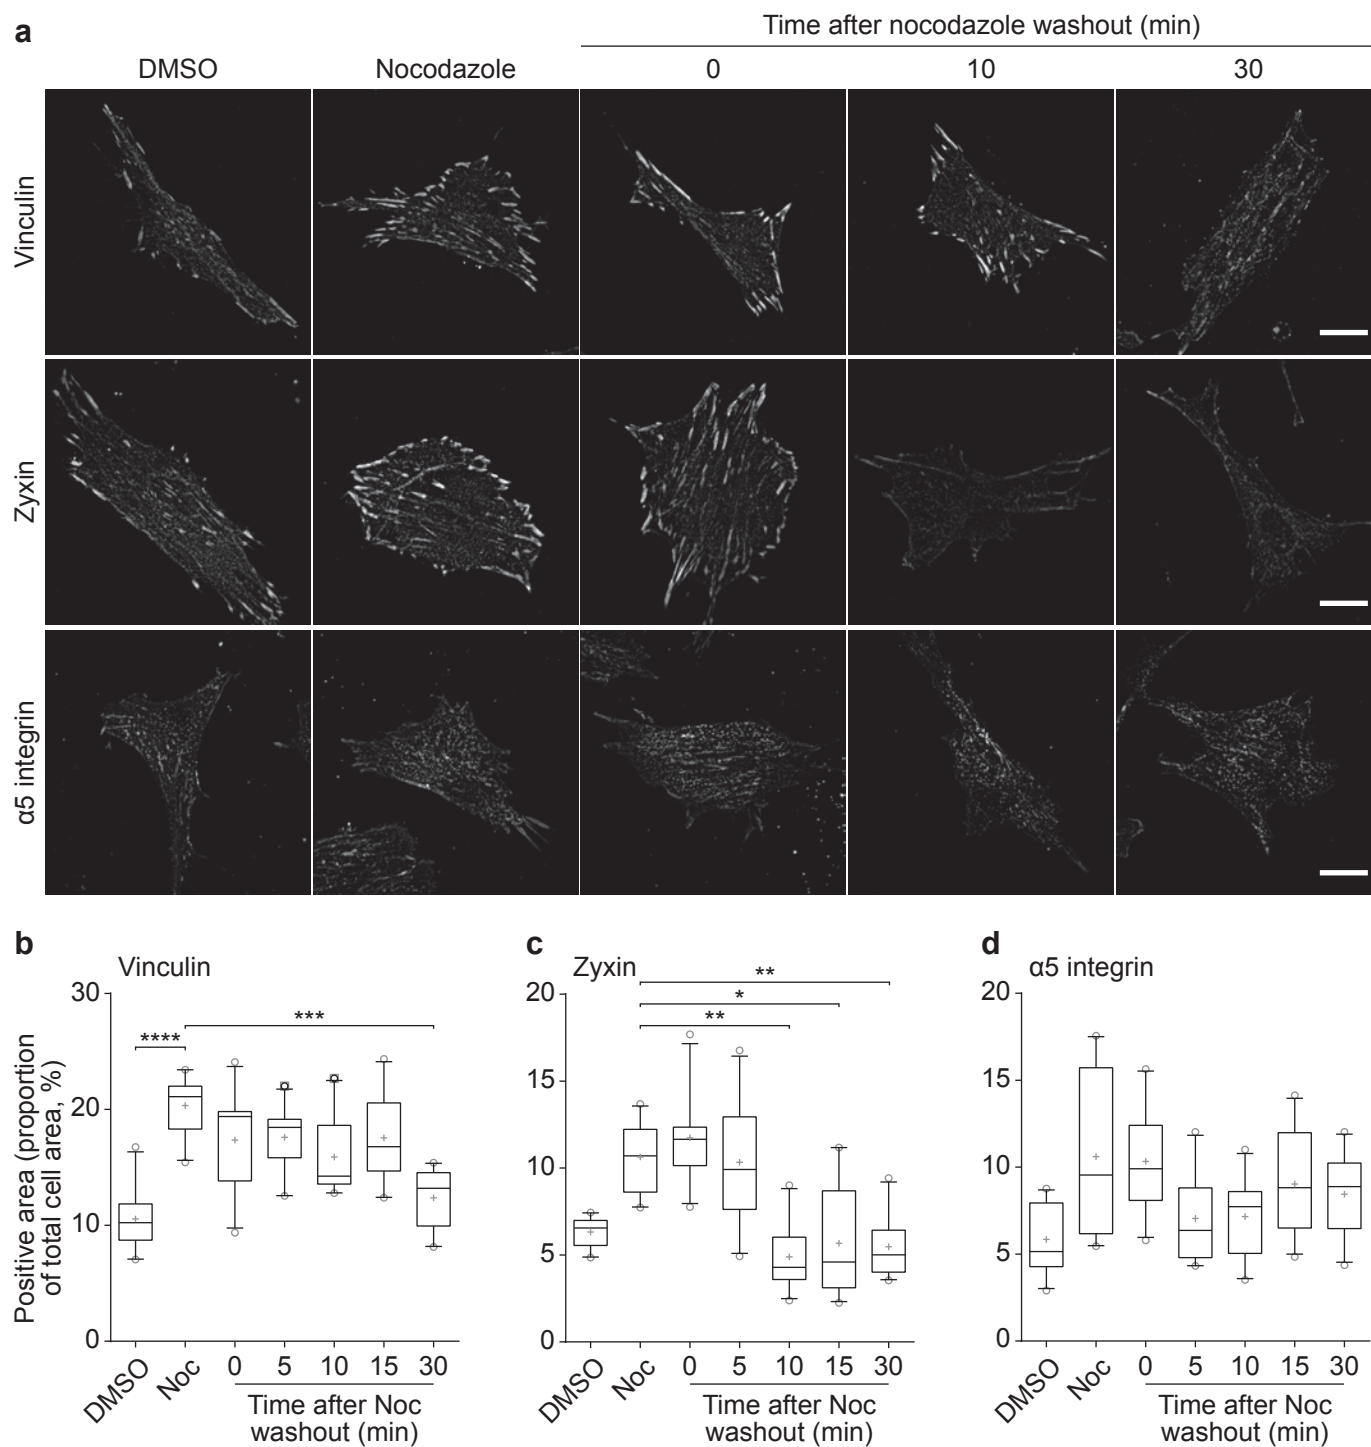 a
Time after nocodazole washout (min)
DMSO Nocodazole 0 10 30
Vinculin
Zyxin
α5 integrin
b
Vinculin
Positive area (proportion
of total cell area, %)
30
20
10
0
****
***
DMSO Noc 0 5 10 15 30
Time after Noc
washout (min)
c
Zyxin
20
15
10
5
0
**
*
**
DMSO Noc 0 5 10 15 30
Time after Noc
washout (min)
d
α5 integrin
20
15
10
5
0
DMSO Noc 0 5 10 15 30
Time after Noc
washout (min)